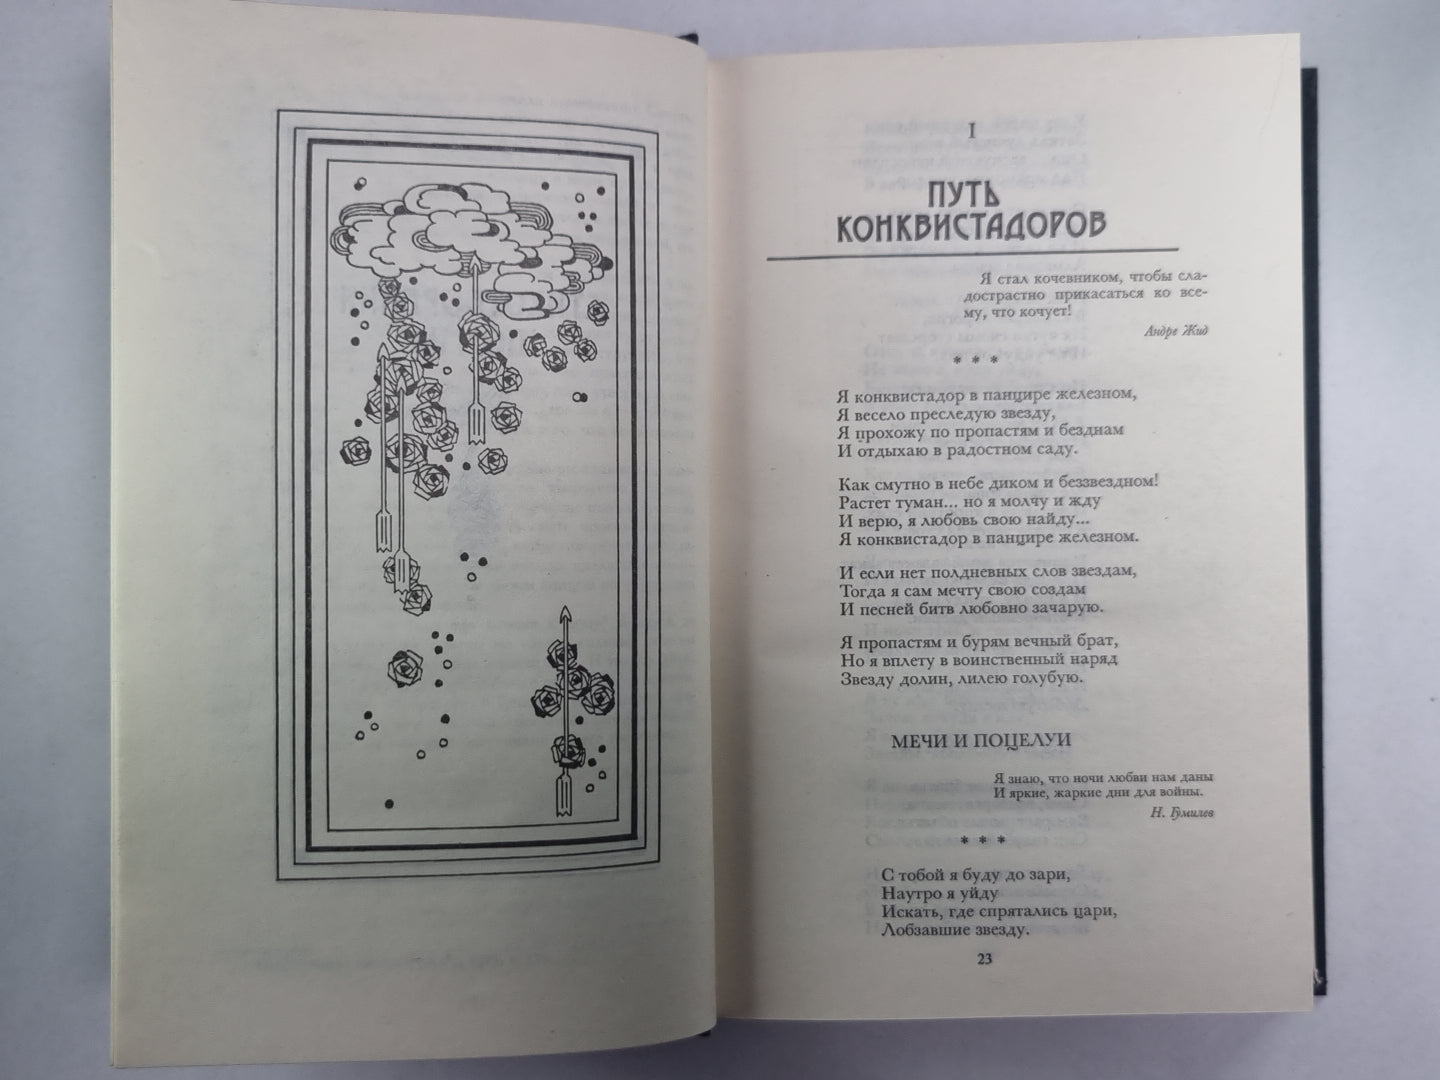 I
ПУТЬ
КОНКВИСТАДОРОВ
Я стал кочевником, чтобы сла-
дострастно прикасаться ко все-
му, что кочует!
Андре Жид
* * *
Я конквистадор в панцире железном,
Я весело преследую звезду,
Я прохожу по пропастям и безднам
И отдыхаю в радостном саду.
Как смутно в небе диком и беззвездном!
Растет туман... но я молчу и жду
И верю, я любовь свою найду...
Я конквистадор в панцире железном.
И если нет полдневных слов звездам,
Тогда я сам мечту свою создам
И песней битв любовно зачарую.
Я пропастям и бурям вечный брат,
Но я вплету в воинственный наряд
Звезду долин, лилею голубую.
МЕЧИ И ПОЦЕЛУИ
Я знаю, что ночи любви нам даны
И яркие, жаркие дни для войны.
Н. Гумилев
* * *
С тобой я буду до зари,
Наутро я уйду
Искать, где спрятались цари,
Лобзавшие звезду.
23